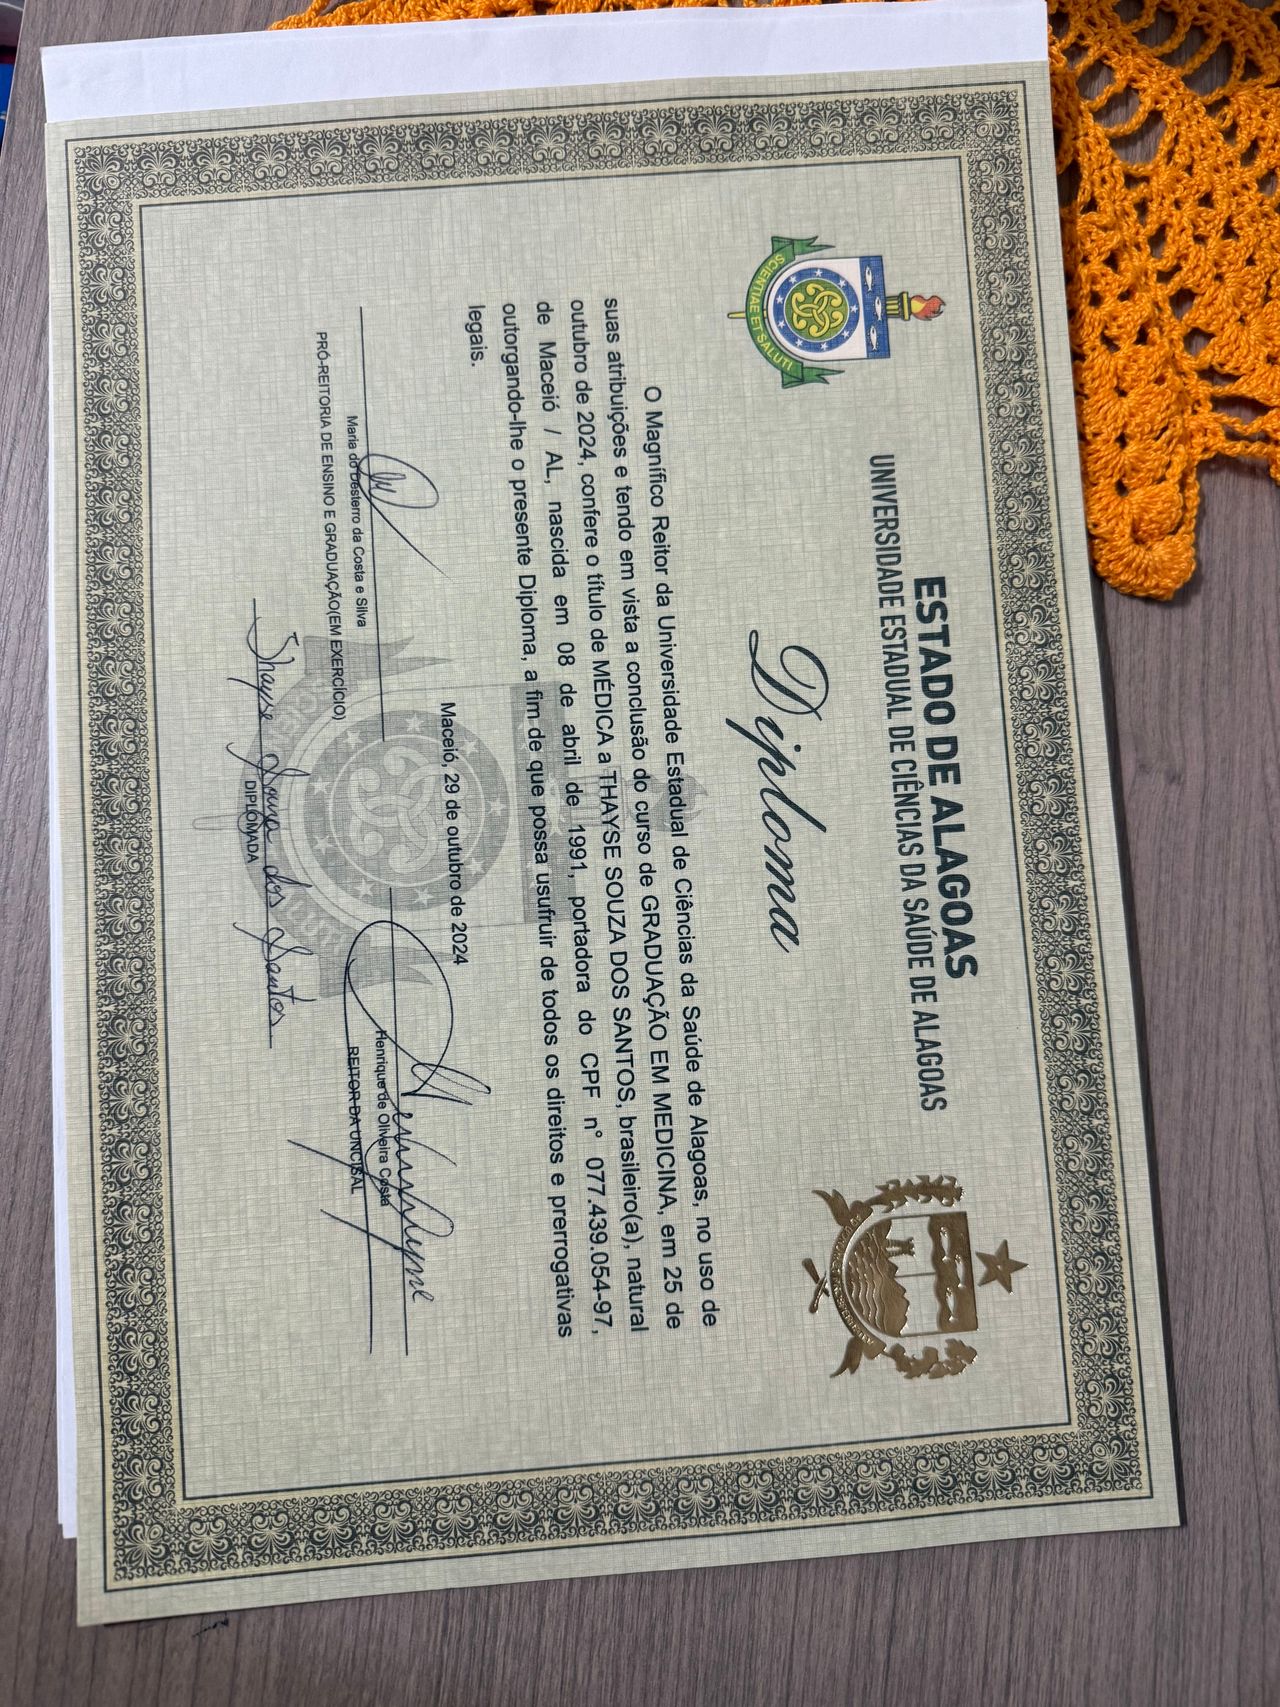 ESTADO DE ALAGOAS
UNIVERSIDADE ESTADUAL DE CIÊNCIAS DA SAÚDE DE ALAGOAS
SCIENTIAE ET SALUTI
Diploma
O Magnífico Reitor da Universidade Estadual de Ciências da Saúde de Alagoas, no uso de
suas atribuições e tendo em vista a conclusão do curso de GRADUAÇÃO EM MEDICINA, em 25 de
outubro de 2024, confere o título de MÉDICA a THAYSE SOUZA DOS SANTOS, brasileiro(a), natural
de Maceió / AL, nascida em 08 de abril de 1991, portadora do CPF n° 077.439.054-97,
outorgando-lhe o presente Diploma, a fim de que possa usufruir de todos os direitos e prerrogativas
legais.
Maceió, 29 de outubro de 2024
Maria do Desterro da Costa e Silva
PRÓ-REITORIA DE ENSINO E GRADUAÇÃO(EM EXERCÍCIO)
Henrique de Oliveira Costa
REITOR DA UNCISAL
Thayse Souza dos Santos
DIPLOMADA